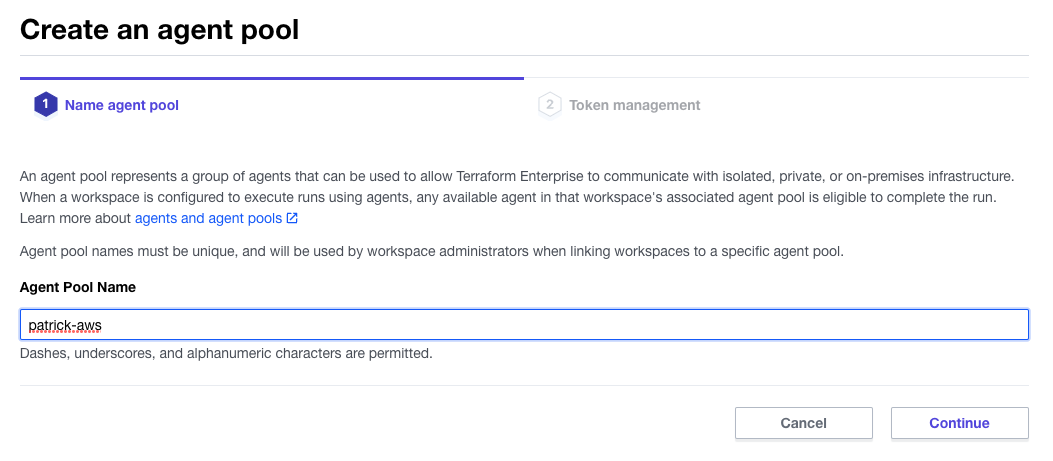 Create an agent pool
1 Name agent pool
2 Token management
An agent pool represents a group of agents that can be used to allow Terraform Enterprise to communicate with isolated, private, or on-premises infrastructure.
When a workspace is configured to execute runs using agents, any available agent in that workspace's associated agent pool is eligible to complete the run.
Learn more about agents and agent pools
Agent pool names must be unique, and will be used by workspace administrators when linking workspaces to a specific agent pool.
Agent Pool Name
patrick-aws
Dashes, underscores, and alphanumeric characters are permitted.
Cancel
Continue